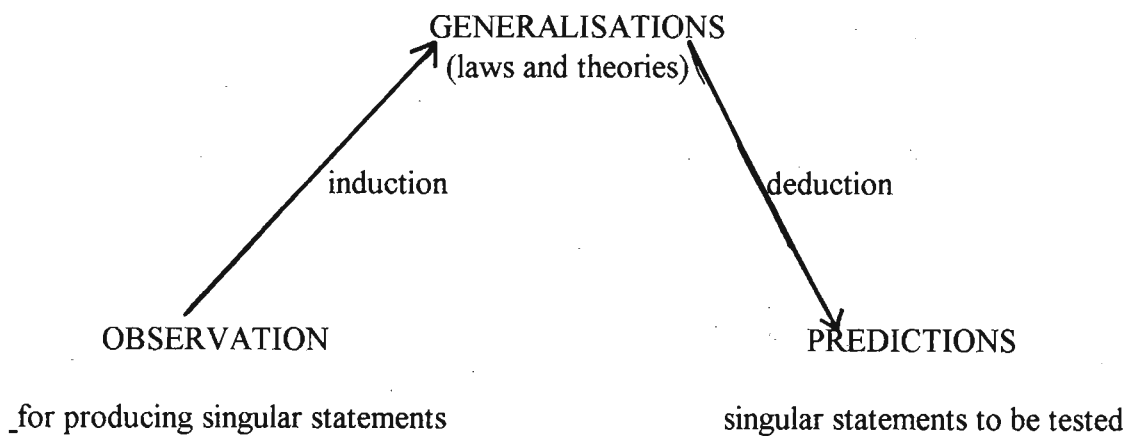 GENERALISATIONS
(laws and theories)
induction deduction
OBSERVATION PREDICTIONS
for producing singular statements singular statements to be tested